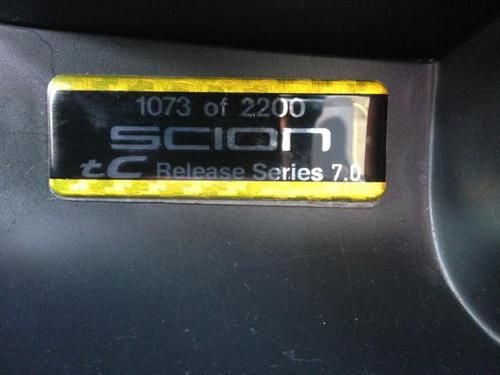 1073 of 2200
SCION
tC Release Series 7.0